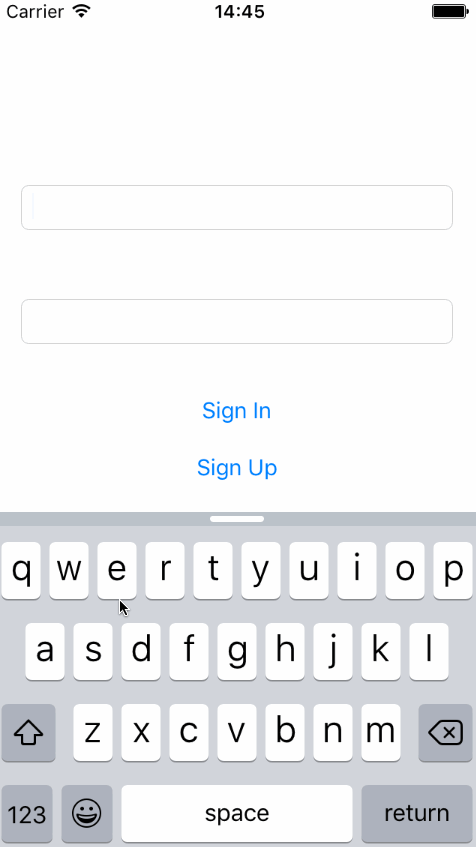 Carrier 14:45
Sign In
Sign Up
q w e r t y u i o p
a s d f g h j k l
z x c v b n m
123 space return